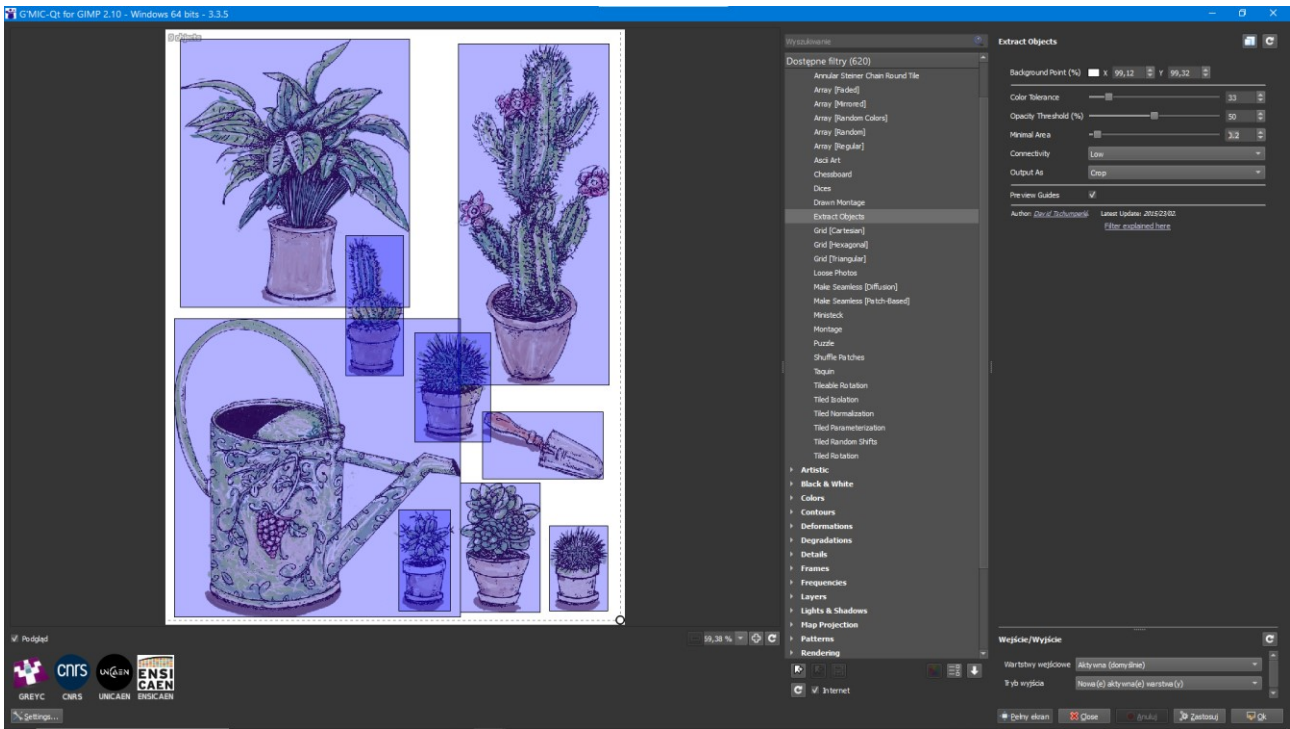 G'MIC-Qt for GIMP 2.10 - Windows 64 bits - 3.3.5
9 objects
Wyszukiwanie
Dostępne filtry (620)
Annular Steiner Chain Round Tile
Array [Faded]
Array [Mirrored]
Array [Random Colors]
Array [Random]
Array [Regular]
Ascii Art
Chessboard
Dices
Drawn Montage
Extract Objects
Grid [Cartesian]
Grid [Hexagonal]
Grid [Triangular]
Loose Photos
Make Seamless [Diffusion]
Make Seamless [Patch-Based]
Ministeck
Montage
Puzzle
Shuffle Patches
Taquin
Tileable Rotation
Tiled Isolation
Tiled Normalization
Tiled Parameterization
Tiled Random Shifts
Tiled Rotation
Artistic
Black & White
Colors
Contours
Deformations
Degradations
Details
Frames
Frequencies
Layers
Lights & Shadows
Map Projection
Patterns
Rendering
Internet
Extract Objects
Background Point (%) X 99,12 Y 99,32
Color Tolerance 33
Opacity Threshold (%) 50
Minimal Area 3,2
Connectivity Low
Output As Crop
Preview Guides
Author: David Tschumperlé. Latest Update: 2015/23/02.
Filter explained here
Podgląd
59,38 %
GREYC CNRS UNICAEN ENSICAEN
cnrs UNICAEN ENSI CAEN
Settings...
Wejście/Wyjście
Warstwy wejściowe Aktywna (domyślnie)
Tryb wyjścia Nowa(e) aktywna(e) warstwa(y)
Pełny ekran Close Anuluj Zastosuj Ok